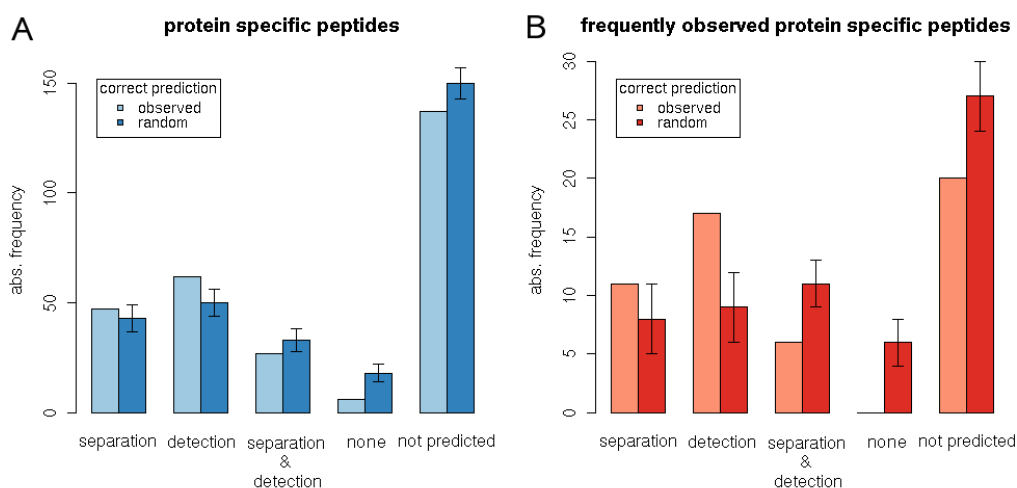 A
protein specific peptides
abs. frequency
0
50
100
150
correct prediction
observed
random
separation
detection
separation
&
detection
none
not predicted
B
frequently observed protein specific peptides
abs. frequency
0
5
10
15
20
25
30
correct prediction
observed
random
separation
detection
separation
&
detection
none
not predicted